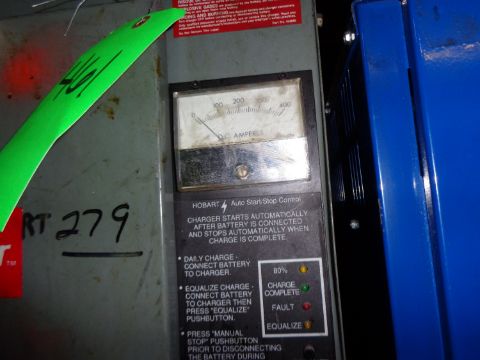 461
0 100 200 300 400
D.C. AMPERES
HOBART Auto Start-Stop Control
CHARGER STARTS AUTOMATICALLY
AFTER BATTERY IS CONNECTED
AND STOPS AUTOMATICALLY WHEN
CHARGE IS COMPLETE.
• DAILY CHARGE -
CONNECT BATTERY
TO CHARGER.
• EQUALIZE CHARGE -
CONNECT BATTERY
TO CHARGER THEN
PRESS "EQUALIZE"
PUSHBUTTON.
• PRESS "MANUAL
STOP" PUSHBUTTON
PRIOR TO DISCONNECTING
THE BATTERY DURING
80%
CHARGE
COMPLETE
FAULT
EQUALIZE
RT 279